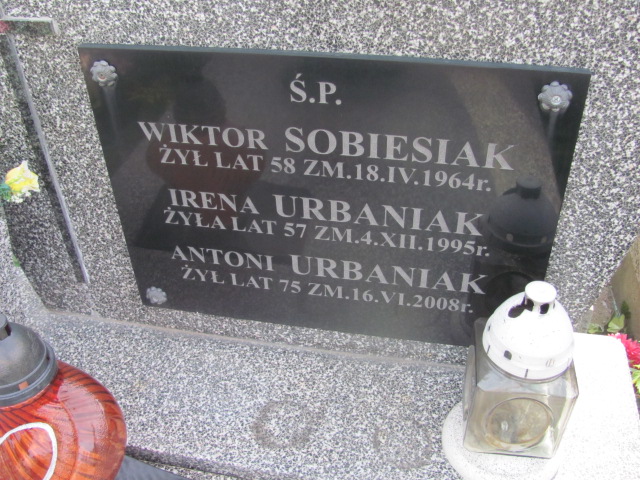 Ś.P.
WIKTOR SOBIESIAK
ŻYŁ LAT 58 ZM.18.IV.1964r.
IRENA URBANIAK
ŻYŁA LAT 57 ZM.4.XII.1995r.
ANTONI URBANIAK
ŻYŁ LAT 75 ZM.16.VI.2008r.